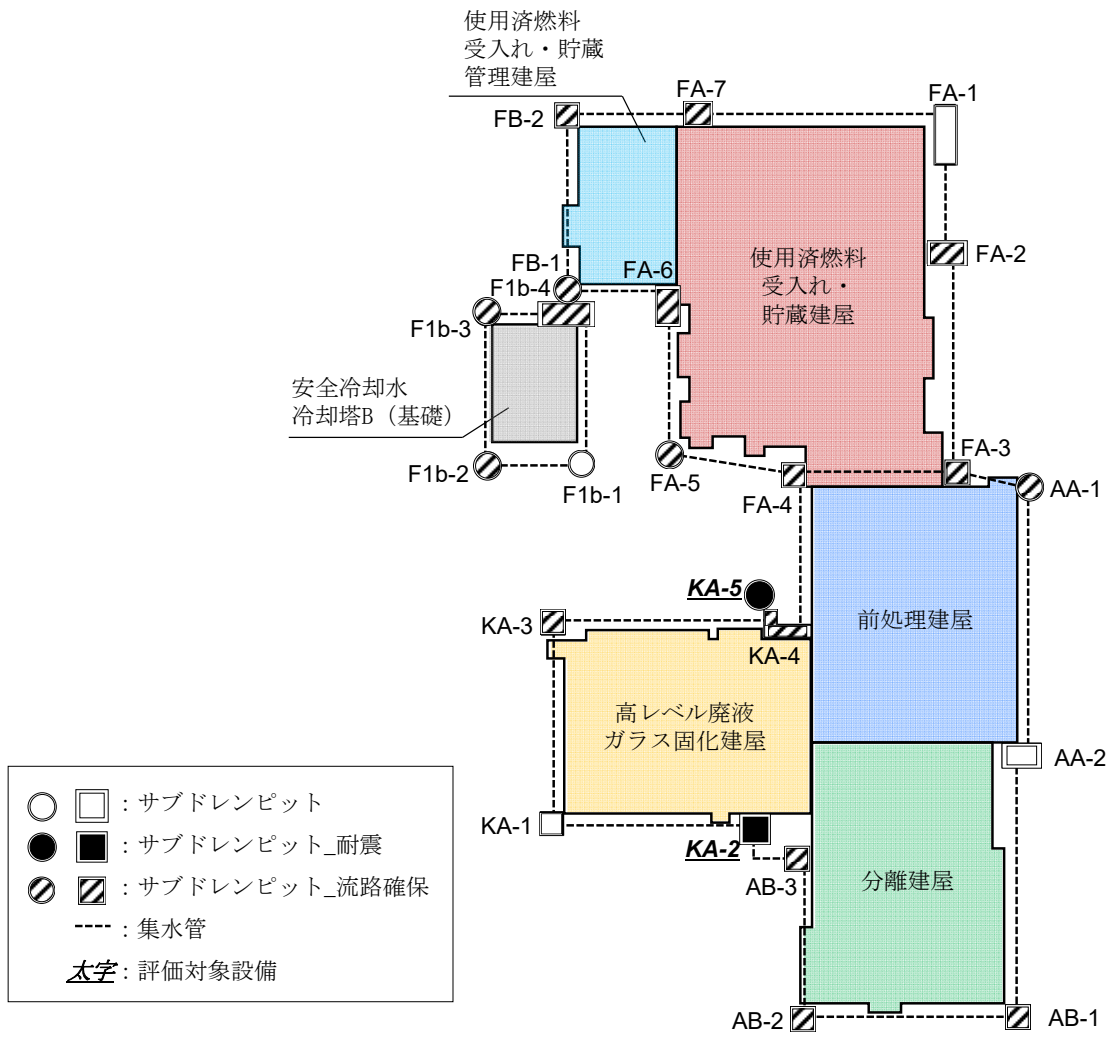 使用済燃料
受入れ・貯蔵
管理建屋
FB-2
FA-7
FA-1
FA-2
使用済燃料
受入れ・
貯蔵建屋
FB-1
FA-6
F1b-4
F1b-3
安全冷却水
冷却塔B（基礎）
F1b-2
F1b-1
FA-5
FA-4
FA-3
AA-1
KA-5
KA-3
KA-4
前処理建屋
高レベル廃液
ガラス固化建屋
AA-2
KA-1
KA-2
AB-3
分離建屋
AB-2
AB-1
：サブドレンピット
：サブドレンピット_耐震
：サブドレンピット_流路確保
：集水管
太字：評価対象設備